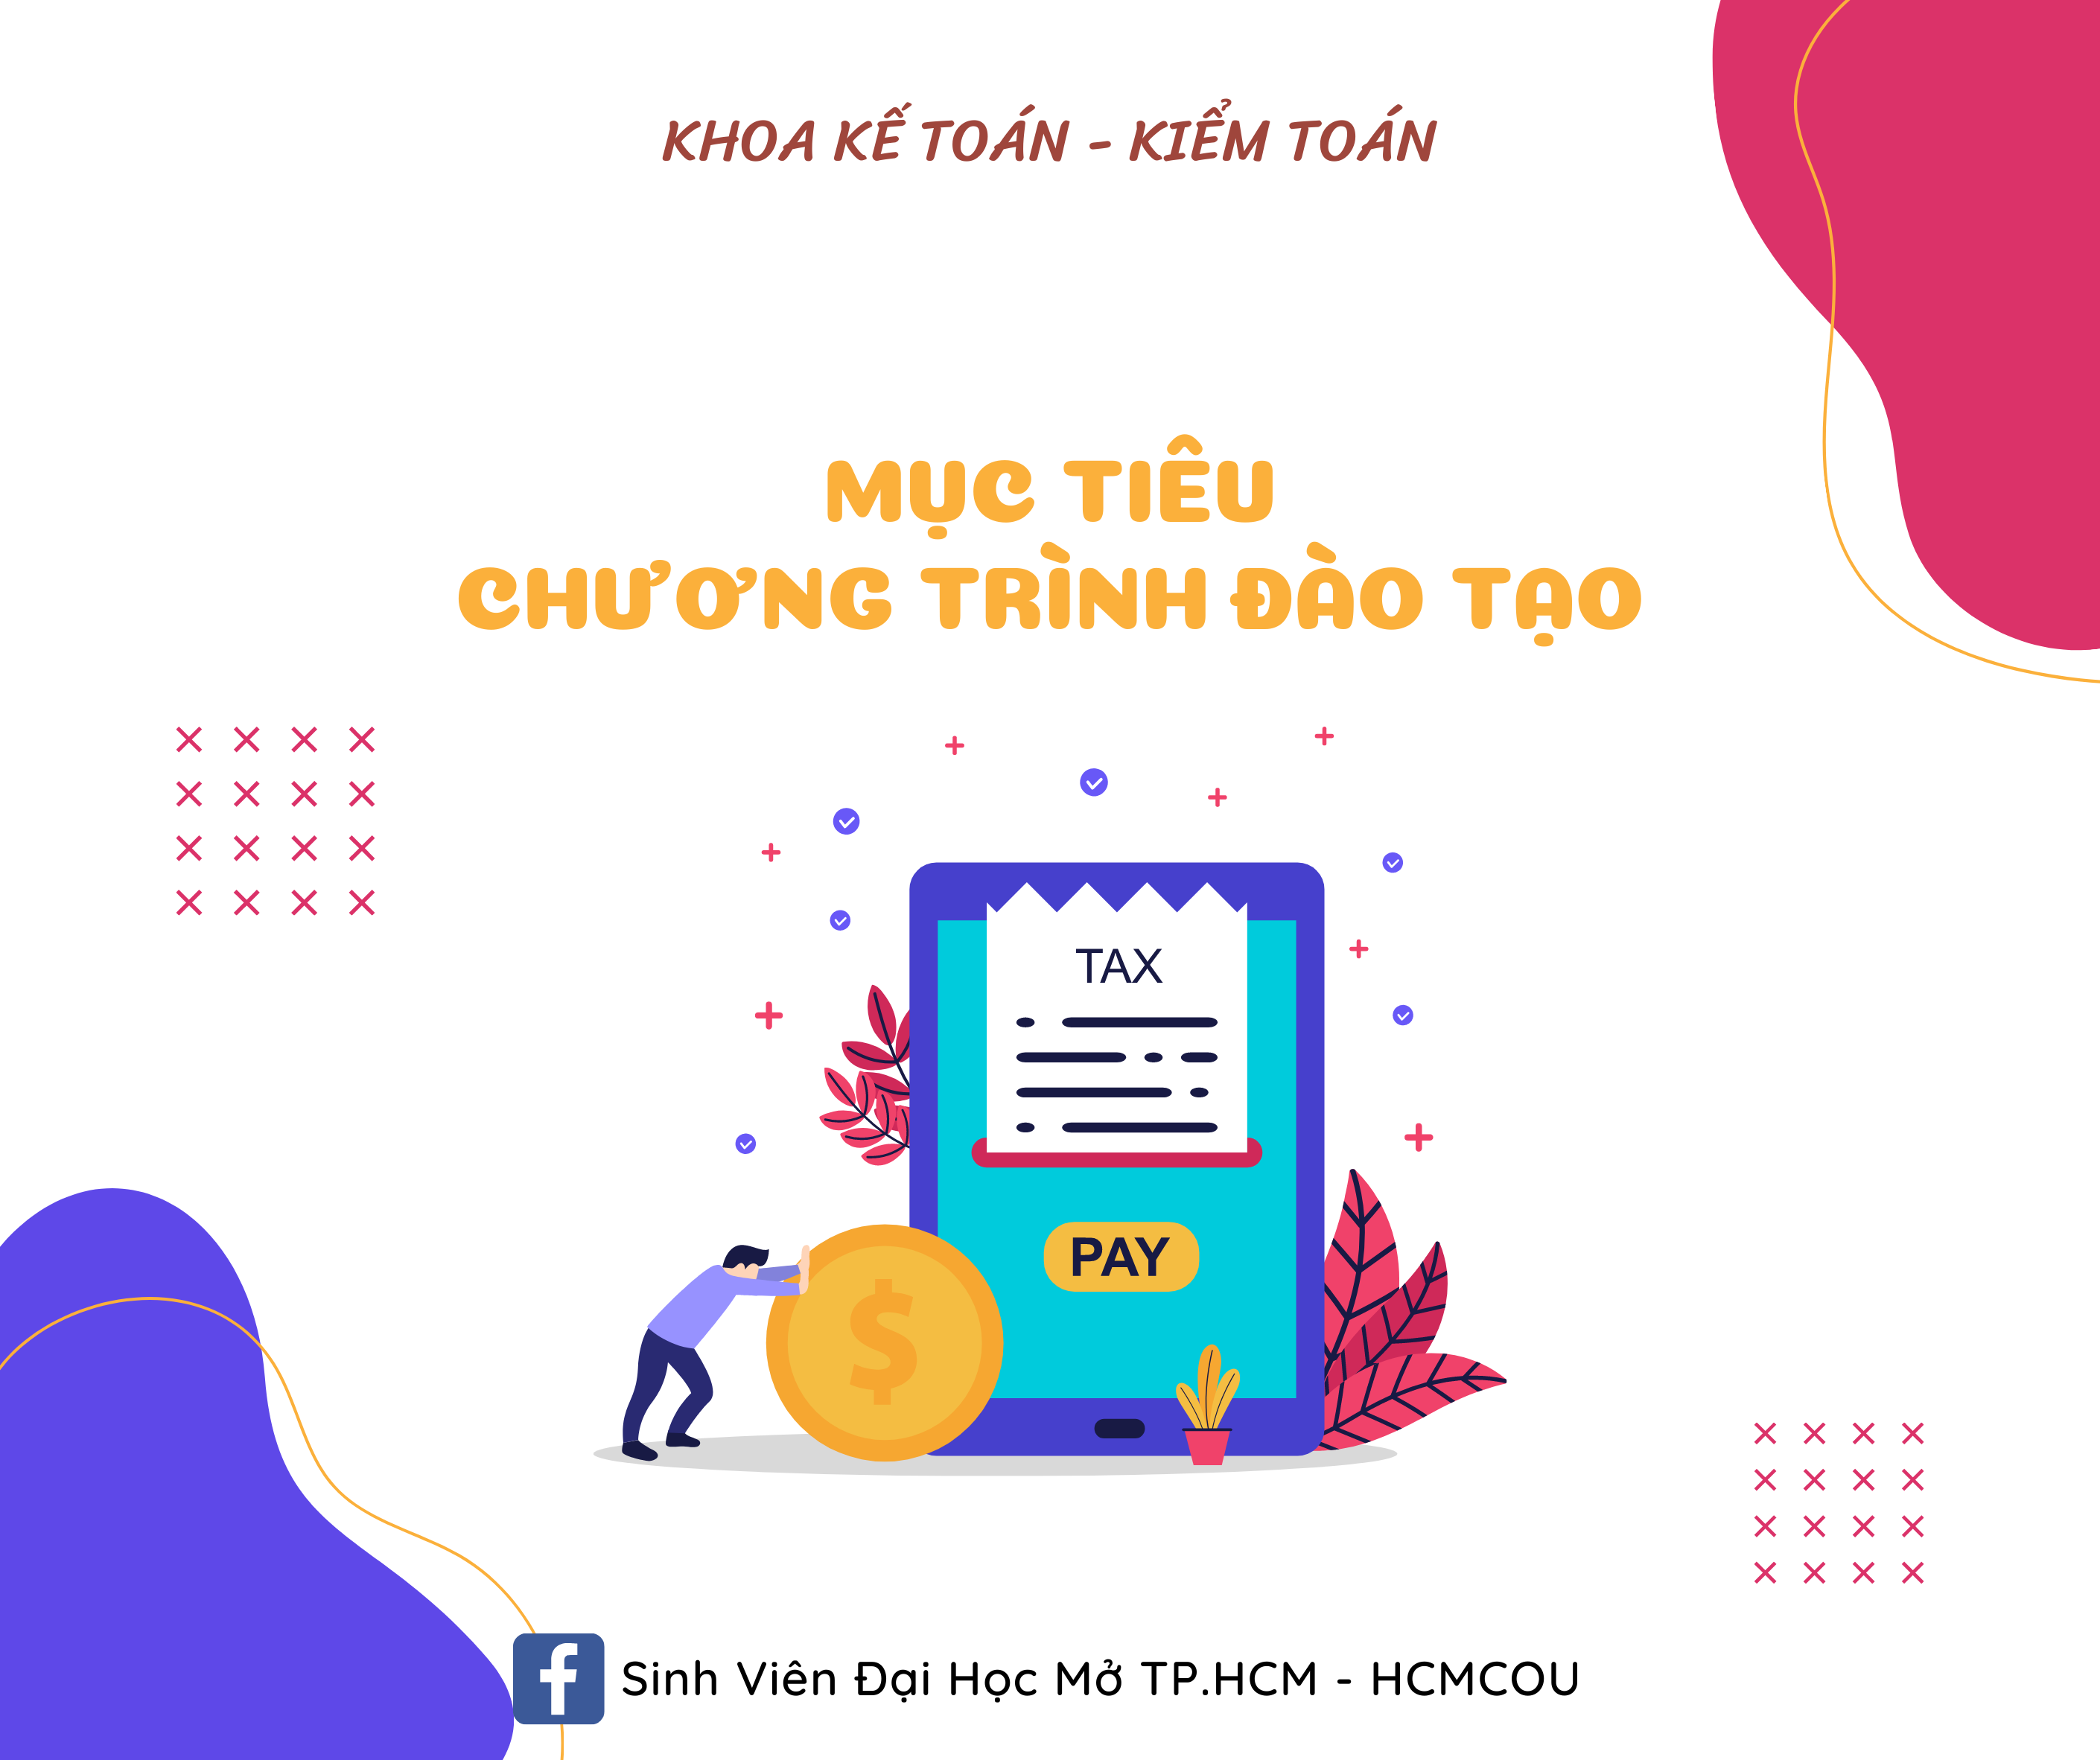 KHOA KẾ TOÁN - KIỂM TOÁN
MỤC TIÊU
CHƯƠNG TRÌNH ĐÀO TẠO
TAX
PAY
$
f Sinh Viên Đại Học Mở TP.HCM - HCMCOU